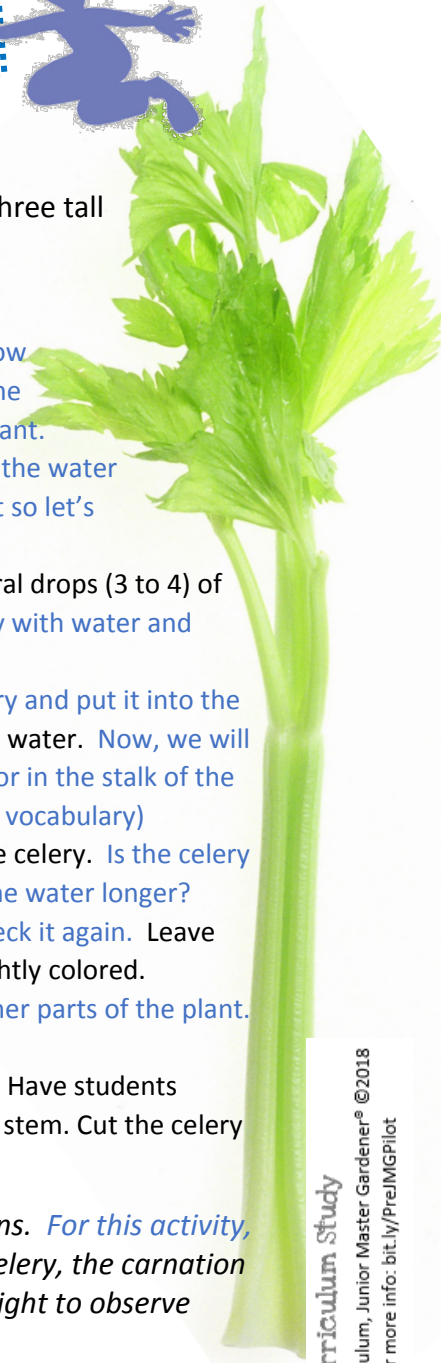 hree tall
ow
ne
ant.
the water
t so let's
ral drops (3 to 4) of
y with water and
ry and put it into the
water. Now, we will
or in the stalk of the
vocabulary)
e celery. Is the celery
he water longer?
eck it again. Leave
htly colored.
her parts of the plant.
Have students
stem. Cut the celery
ns. For this activity,
elery, the carnation
ight to observe
rriculum Study
ulum, Junior Master Gardener® ©2018
r more info: bit.ly/PreJMGPilot